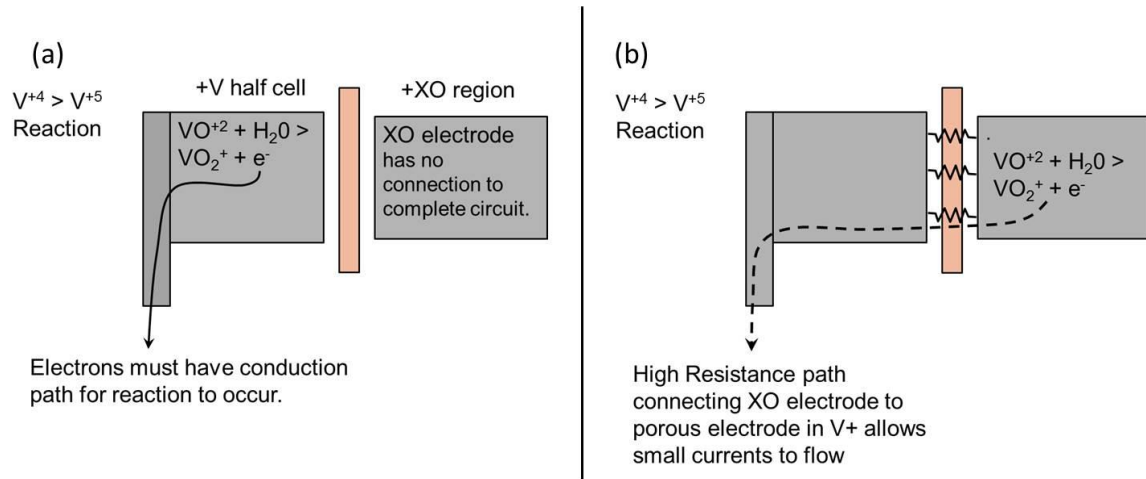 (a)
V+4 > V+5
Reaction
+V half cell
+XO region
VO+2 + H20 >
VO2+ + e-
XO electrode
has no
connection to
complete circuit.
Electrons must have conduction
path for reaction to occur.
(b)
V+4 > V+5
Reaction
VO+2 + H20 >
VO2+ + e-
High Resistance path
connecting XO electrode to
porous electrode in V+ allows
small currents to flow